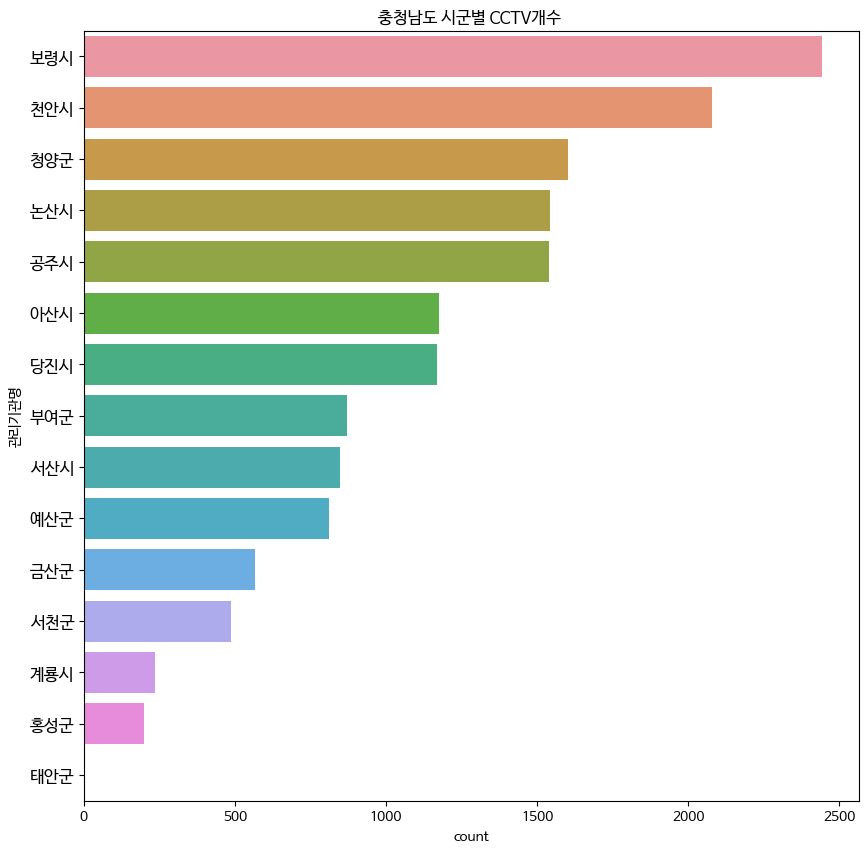 충청남도 시군별 CCTV개수
보령시
천안시
청양군
논산시
공주시
아산시
당진시
부여군
서산시
예산군
금산군
서천군
계룡시
홍성군
태안군
관리기관명
0 500 1000 1500 2000 2500
count